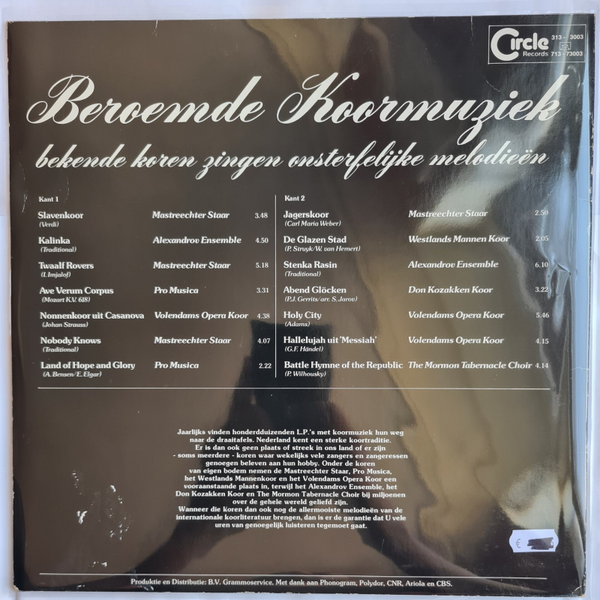 Circle Records 313 - 3003
713 - 73003
Beroemde Koormuziek
bekende koren zingen onsterfelijke melodieën
Kant 1
Slavenkoor Mastreechter Staar 3.48
(Verdi)
Kalinka Alexandrov Ensemble 4.50
(Traditional)
Twaalf Rovers Mastreechter Staar 5.18
(I. Imjalof)
Ave Verum Corpus Pro Musica 3.31
(Mozart K.V. 618)
Nonnenkoor uit Casanova Volendams Opera Koor 4.38
(Johan Strauss)
Nobody Knows Mastreechter Staar 4.07
(Traditional)
Land of Hope and Glory Pro Musica 2.22
(A. Bensen/E. Elgar)
Kant 2
Jagerskoor Mastreechter Staar 2.50
(Carl Maria Weber)
De Glazen Stad Westlands Mannen Koor 2.05
(P. Struyk/W. van Hemert)
Stenka Rasin Alexandrov Ensemble 6.10
(Traditional)
Abend Glöcken Don Kozakken Koor 3.22
(P.J. Gerrits/arr. S. Jarov)
Holy City Volendams Opera Koor 5.46
(Adams)
Hallelujah uit 'Messiah' Volendams Opera Koor 4.15
(G.F. Händel)
Battle Hymne of the Republic The Mormon Tabernacle Choir 4.14
(P. Wilhousky)
Jaarlijks vinden honderdduizenden L.P.'s met koormuziek hun weg
naar de draaitafels. Nederland kent een sterke koortraditie.
Er is dan ook geen plaats of streek in ons land of er zijn
- soms meerdere - koren waar wekelijks vele zangers en zangeressen
genoegen beleven aan hun hobby. Onder de koren
van eigen bodem nemen de Mastreechter Staar, Pro Musica,
het Westlands Mannenkoor en het Volendams Opera Koor een
vooraanstaande plaats in, terwijl het Alexandrov Ensemble, het
Don Kozakken Koor en The Mormon Tabernacle Choir bij miljoenen
over de gehele wereld geliefd zijn.
Wanneer die koren dan ook nog de allermooiste melodieën van de
internationale koorliteratuur brengen, dan is er de garantie dat U vele
uren van genoegelijk luisteren tegemoet gaat.
Produktie en Distributie: B.V. Grammoservice. Met dank aan Phonogram, Polydor, CNR, Ariola en CBS.